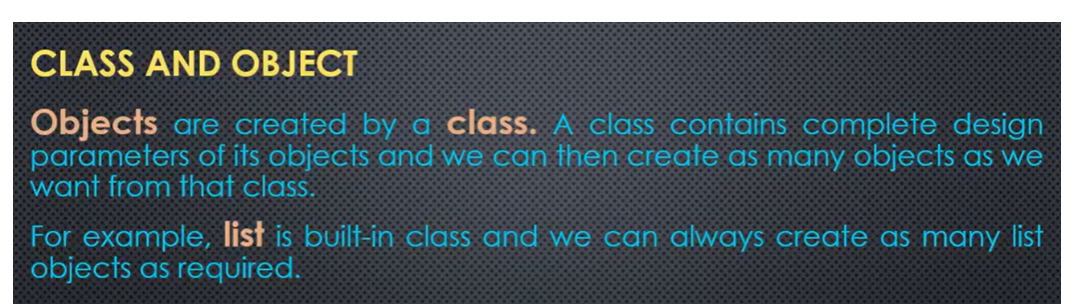 CLASS AND OBJECT
Objects are created by a class. A class contains complete design
parameters of its objects and we can then create as many objects as we
want from that class.
For example, list is built-in class and we can always create as many list
objects as required.